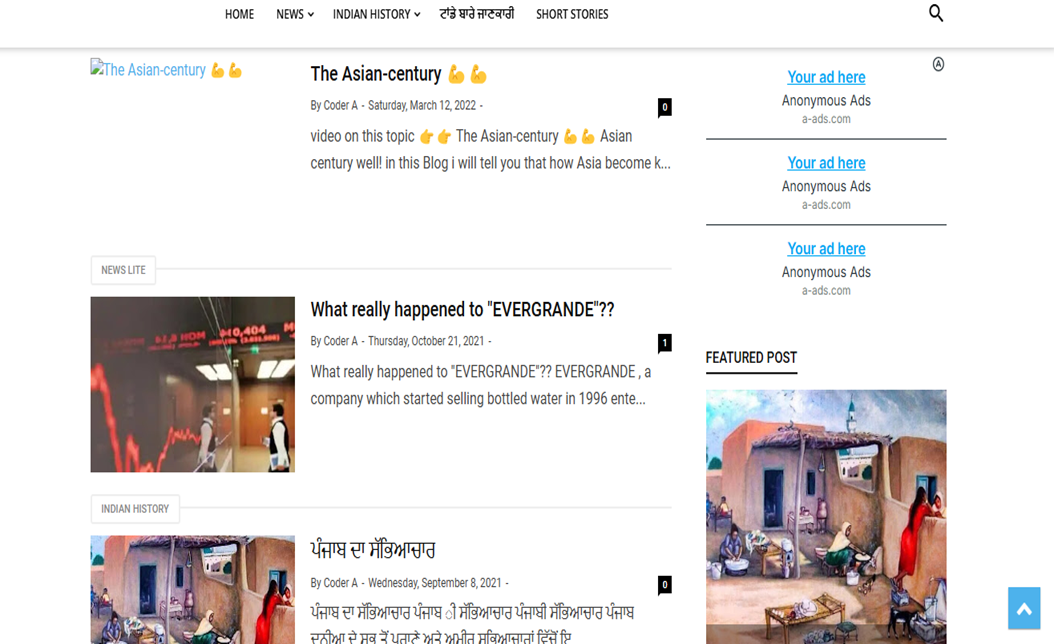 HOME NEWS INDIAN HISTORY ਟਾਂਡੇ ਬਾਰੇ ਜਾਣਕਾਰੀ SHORT STORIES
The Asian-century 💪 💪
The Asian-century 💪 💪
By Coder A - Saturday, March 12, 2022 -
0
video on this topic 👉 👉 The Asian-century 💪 💪 Asian
century well! in this Blog i will tell you that how Asia become k...
Your ad here
Anonymous Ads
a-ads.com
Your ad here
Anonymous Ads
a-ads.com
Your ad here
Anonymous Ads
a-ads.com
NEWS LITE
What really happened to "EVERGRANDE"??
By Coder A - Thursday, October 21, 2021 -
1
What really happened to "EVERGRANDE"?? EVERGRANDE , a
company which started selling bottled water in 1996 ente...
FEATURED POST
INDIAN HISTORY
ਪੰਜਾਬ ਦਾ ਸੱਭਿਆਚਾਰ
By Coder A - Wednesday, September 8, 2021 -
0
ਪੰਜਾਬ ਦਾ ਸੱਭਿਆਚਾਰ ਪੰਜਾਬ ੀ ਸੱਭਿਆਚਾਰ ਪੰਜਾਬੀ ਸੱਭਿਆਚਾਰ ਪੰਜਾਬ
ਦੁਨੀਆ ਦੇ ਸਭ ਤੋਂ ਪੁਰਾਣੇ ਅਤੇ ਅਮੀਰ ਸਭਿਆਚਾਰਾਂ ਵਿੱਚੋਂ ਇ